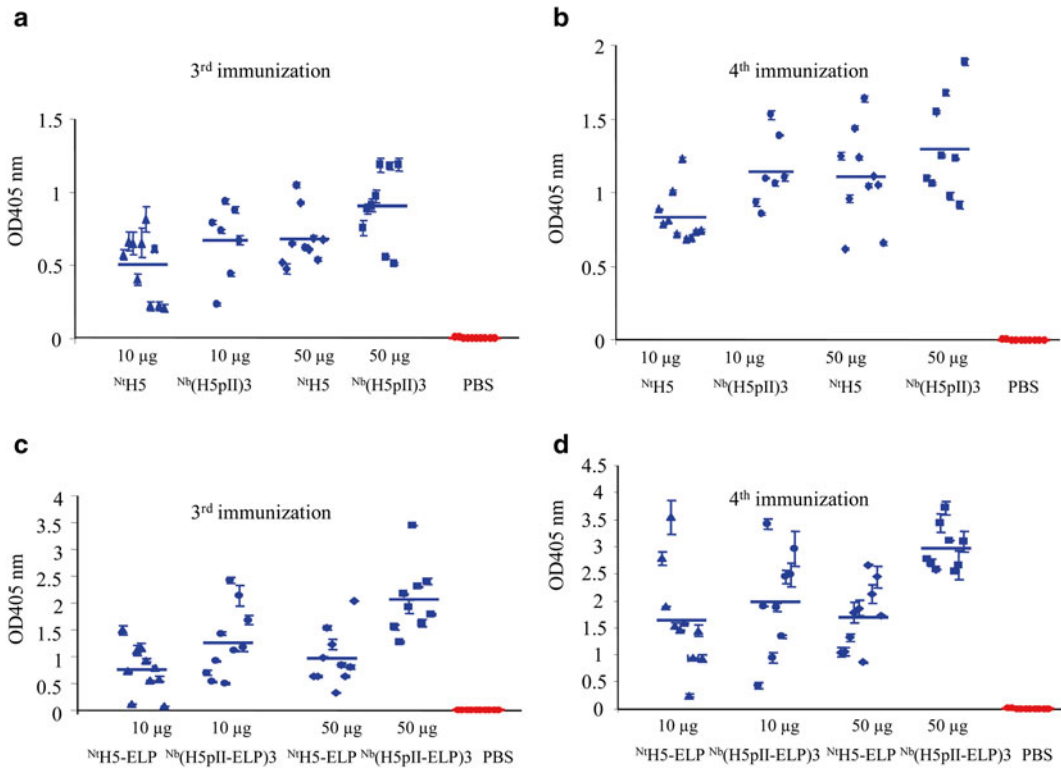 a
3rd immunization
OD405 nm
1.5
1
0.5
0
10 µg 10 µg 50 µg 50 µg
NtH5 Nb(H5pII)3 NtH5 Nb(H5pII)3 PBS
b
4th immunization
OD405 nm
2
1.5
1
0.5
0
10 µg 10 µg 50 µg 50 µg
NtH5 Nb(H5pII)3 NtH5 Nb(H5pII)3 PBS
c
3rd immunization
OD405 nm
4
3.5
3
2.5
2
1.5
1
0.5
0
10 µg 10 µg 50 µg 50 µg
NtH5-ELP Nb(H5pII-ELP)3 NtH5-ELP Nb(H5pII-ELP)3 PBS
d
4th immunization
OD405 nm
4.5
4
3.5
3
2.5
2
1.5
1
0.5
0
10 µg 10 µg 50 µg 50 µg
NtH5-ELP Nb(H5pII-ELP)3 NtH5-ELP Nb(H5pII-ELP)3 PBS